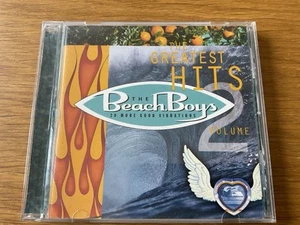 THE
GREATEST
HITS
THE
Beach Boys
20 MORE GOOD VIBRATIONS
2
VOLUME